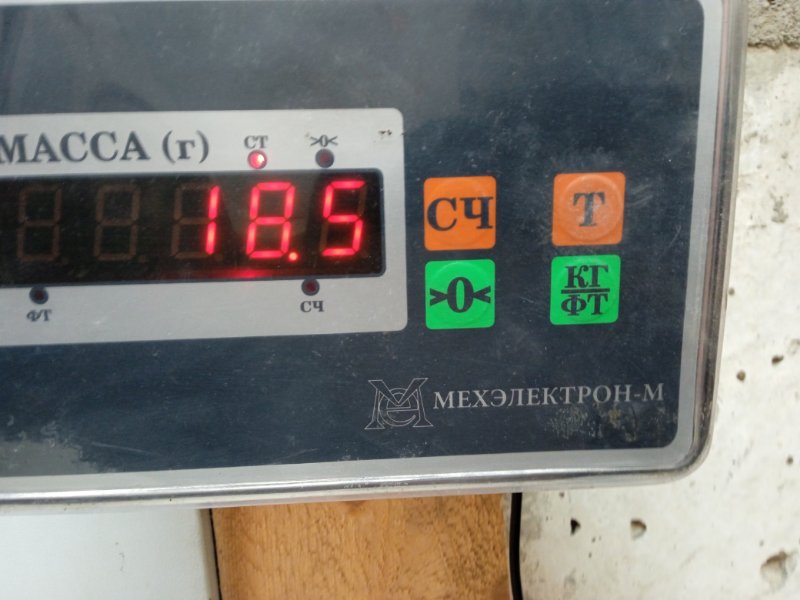 МАССА (г)
СТ
>0<
18.5
СЧ
Т
ФТ
СЧ
>0<
КГ
ФТ
МЕХЭЛЕКТРОН-М